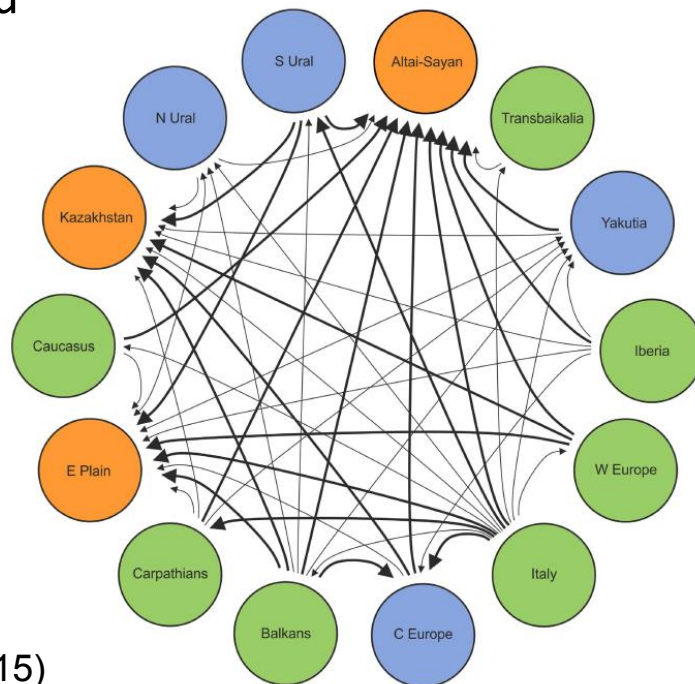 S Ural
Altai-Sayan
N Ural
Transbaikalia
Kazakhstan
Yakutia
Caucasus
Iberia
E Plain
W Europe
Carpathians
Italy
Balkans
C Europe
15)